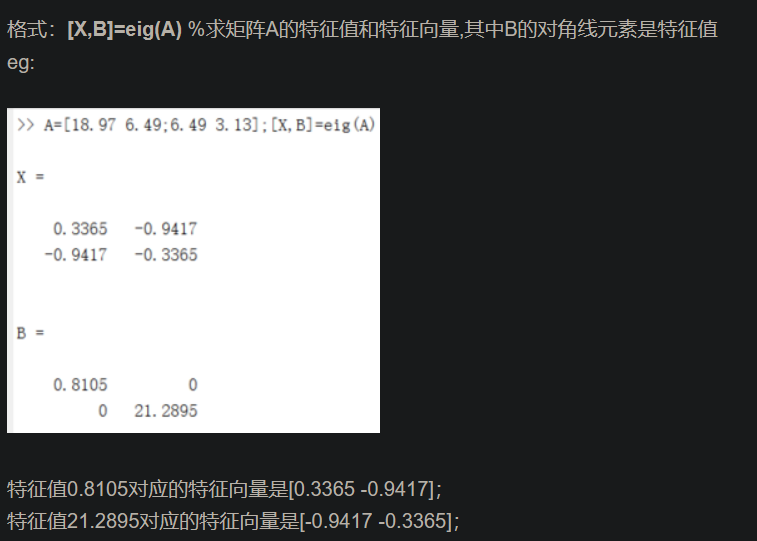 格式：[X,B]=eig(A) %求矩阵A的特征值和特征向量,其中B的对角线元素是特征值
eg:
>> A=[18.97 6.49;6.49 3.13];[X,B]=eig(A)
X =
0.3365 -0.9417
-0.9417 -0.3365
B =
0.8105 0
0 21.2895
特征值0.8105对应的特征向量是[0.3365 -0.9417]；
特征值21.2895对应的特征向量是[-0.9417 -0.3365]；